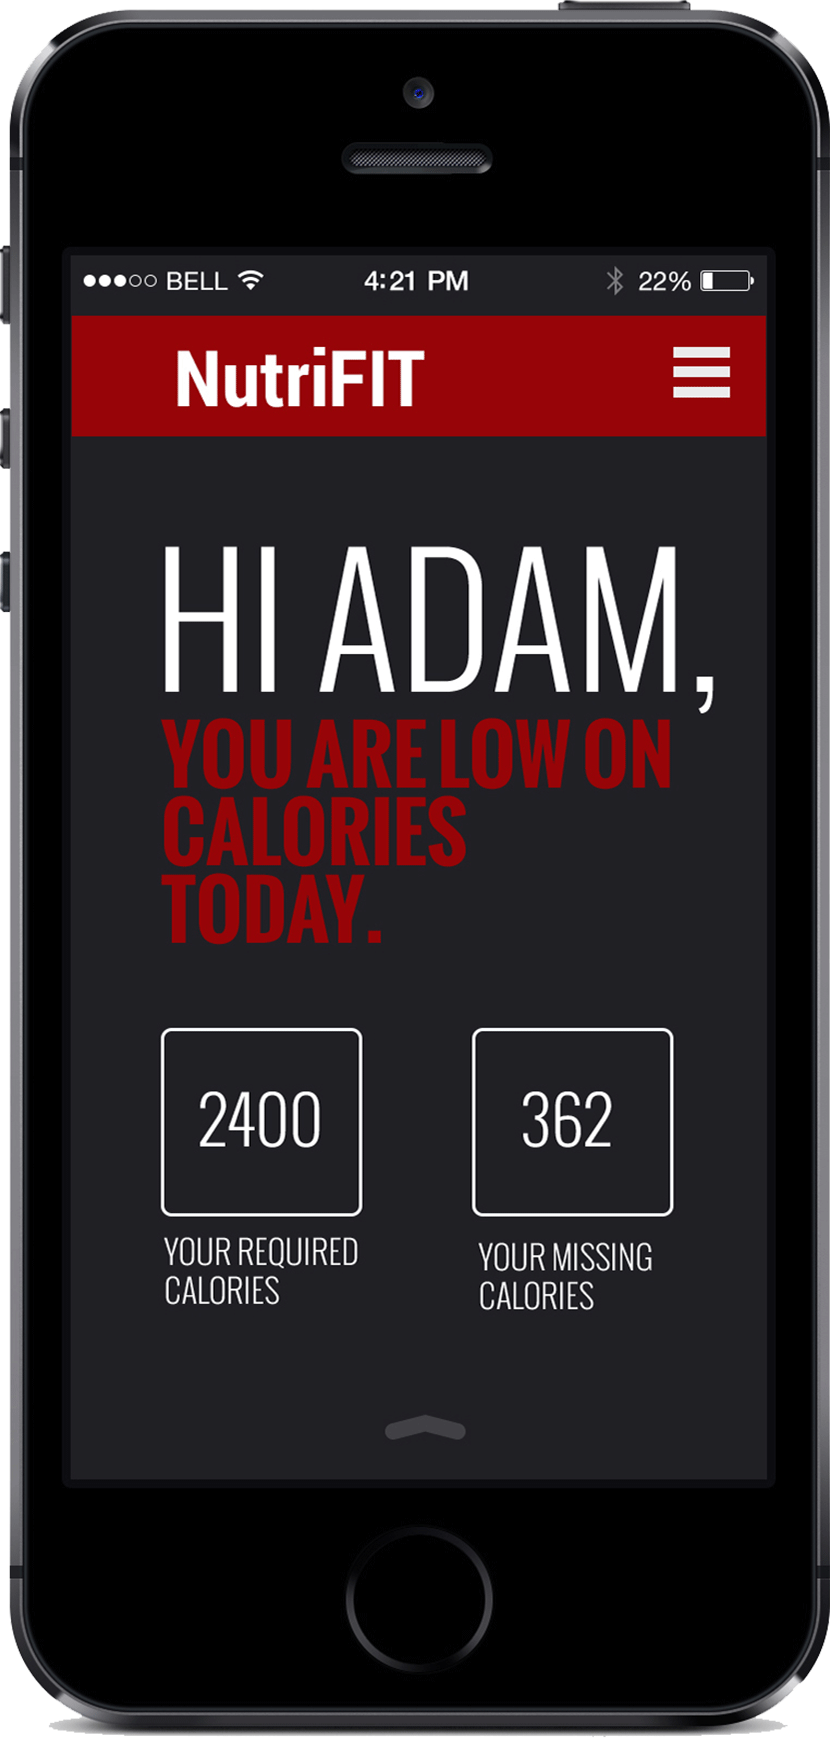 BELL 4:21 PM 22%
NutriFIT
HI ADAM,
YOU ARE LOW ON
CALORIES
TODAY.
2400 362
YOUR REQUIRED
CALORIES
YOUR MISSING
CALORIES